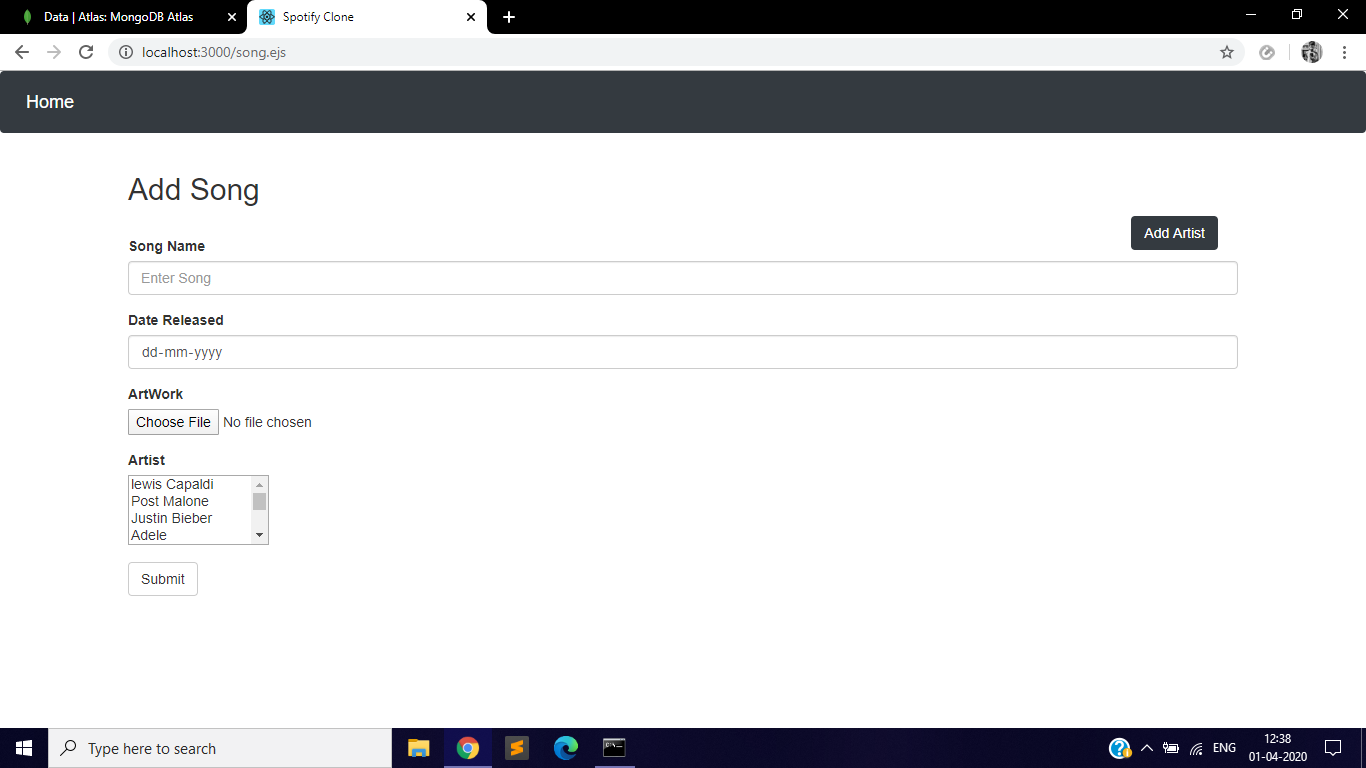 Data | Atlas: MongoDB Atlas
Spotify Clone
localhost:3000/song.ejs
Home
Add Song
Add Artist
Song Name
Enter Song
Date Released
dd-mm-yyyy
ArtWork
Choose File No file chosen
Artist
lewis Capaldi
Post Malone
Justin Bieber
Adele
Submit
Type here to search
ENG
12:38
01-04-2020